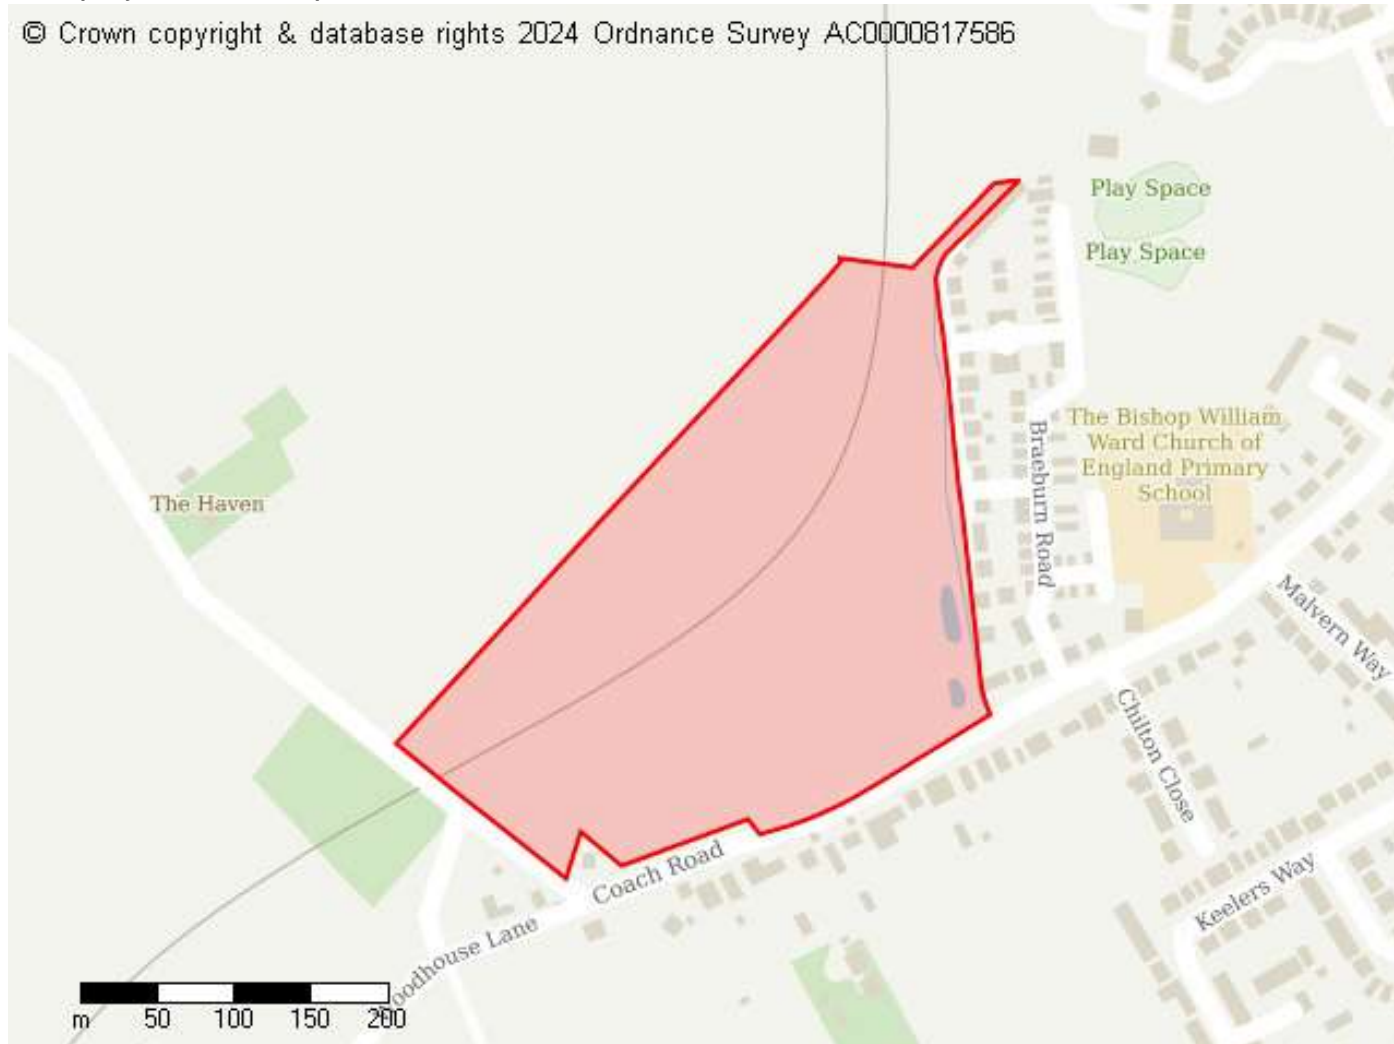 © Crown copyright & database rights 2024 Ordnance Survey AC0000817586
Play Space
Play Space
The Bishop William
Ward Church of
England Primary
School
Braeburn Road
The Haven
Malvern Way
Chilton Close
Coach Road
Keelers Way
Woodhouse Lane
m 50 100 150 200